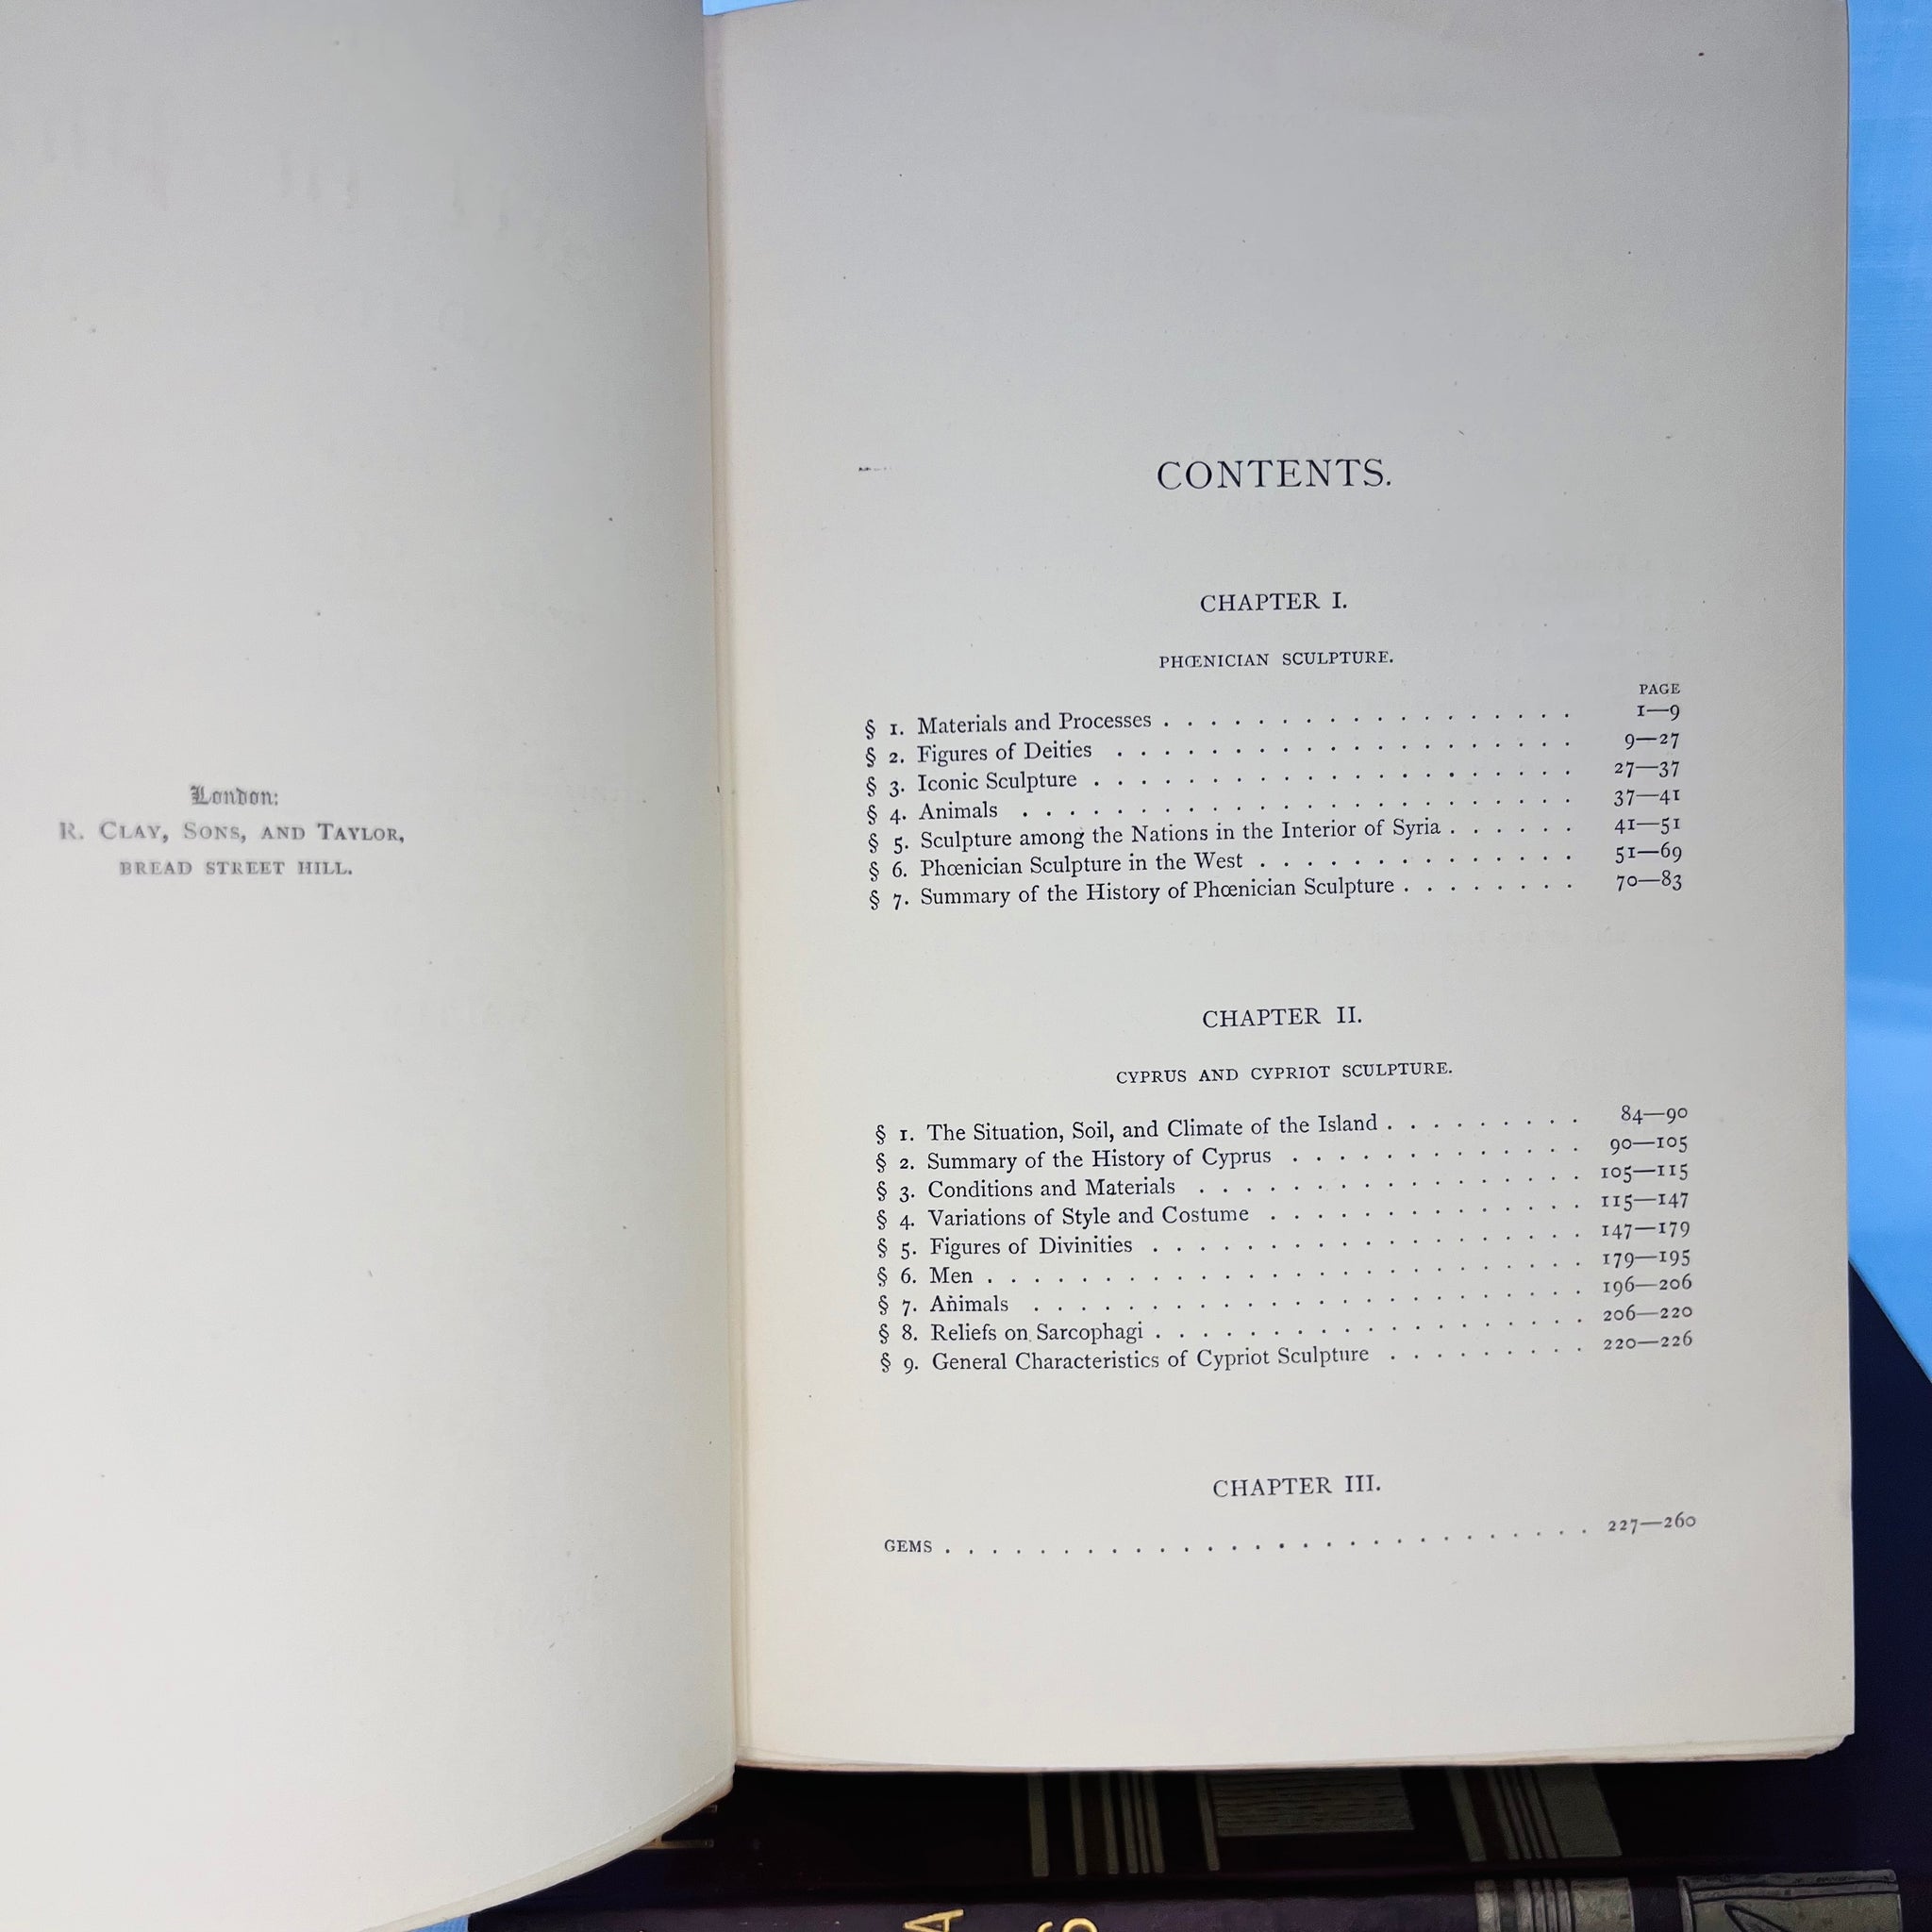 London:
R. CLAY, SONS, AND TAYLOR,
BREAD STREET HILL.
CONTENTS.
CHAPTER I.
PHŒNICIAN SCULPTURE.
PAGE
§ 1. Materials and Processes . . . . . . . . . . . . . . . . . . 1—9
§ 2. Figures of Deities . . . . . . . . . . . . . . . . . . . . 9—27
§ 3. Iconic Sculpture . . . . . . . . . . . . . . . . . . . . . 27—37
§ 4. Animals . . . . . . . . . . . . . . . . . . . . . . . . 37—41
§ 5. Sculpture among the Nations in the Interior of Syria . . . . . . 41—51
§ 6. Phœnician Sculpture in the West . . . . . . . . . . . . . . 51—69
§ 7. Summary of the History of Phœnician Sculpture . . . . . . . . 70—83
CHAPTER II.
CYPRUS AND CYPRIOT SCULPTURE.
§ 1. The Situation, Soil, and Climate of the Island . . . . . . . . . 84—90
§ 2. Summary of the History of Cyprus . . . . . . . . . . . . . 90—105
§ 3. Conditions and Materials . . . . . . . . . . . . . . . . . 105—115
§ 4. Variations of Style and Costume . . . . . . . . . . . . . . 115—147
§ 5. Figures of Divinities . . . . . . . . . . . . . . . . . . . 147—179
§ 6. Men . . . . . . . . . . . . . . . . . . . . . . . . . . 179—195
§ 7. Animals . . . . . . . . . . . . . . . . . . . . . . . . 196—206
§ 8. Reliefs on Sarcophagi . . . . . . . . . . . . . . . . . . . 206—220
§ 9. General Characteristics of Cypriot Sculpture . . . . . . . . . 220—226
CHAPTER III.
GEMS . . . . . . . . . . . . . . . . . . . . . . . . . . . . 227—260